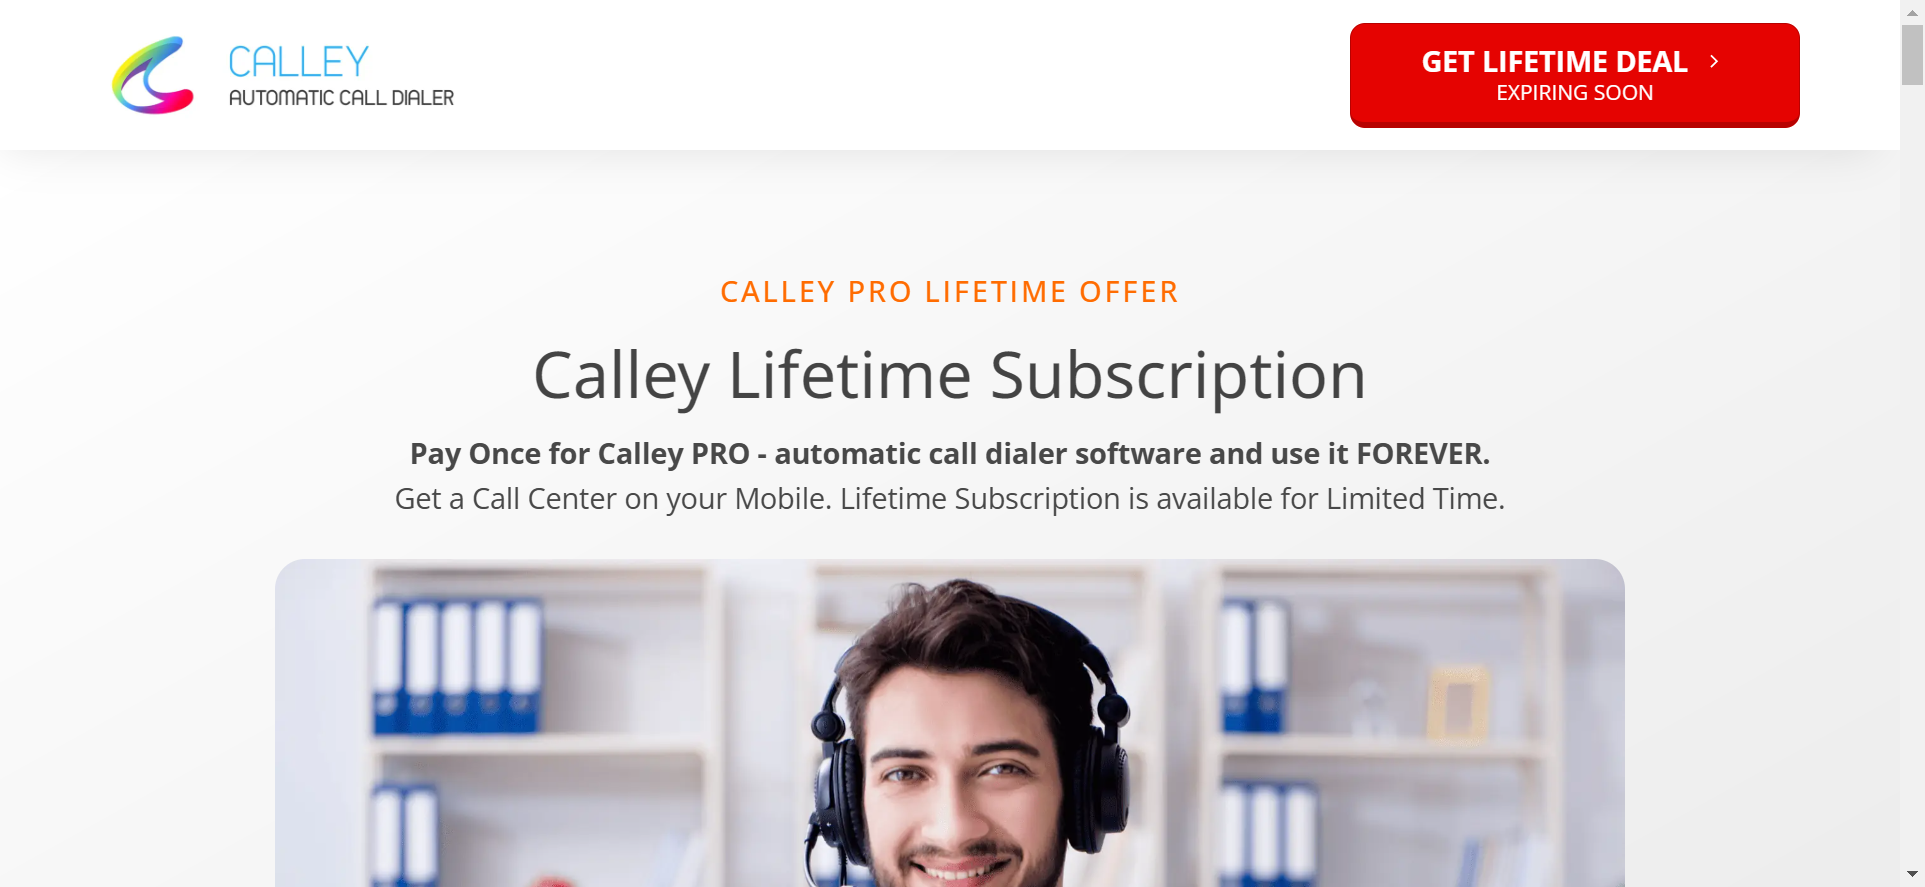 CALLEY
AUTOMATIC CALL DIALER
GET LIFETIME DEAL
EXPIRING SOON
CALLEY PRO LIFETIME OFFER
Calley Lifetime Subscription
Pay Once for Calley PRO - automatic call dialer software and use it FOREVER.
Get a Call Center on your Mobile. Lifetime Subscription is available for Limited Time.